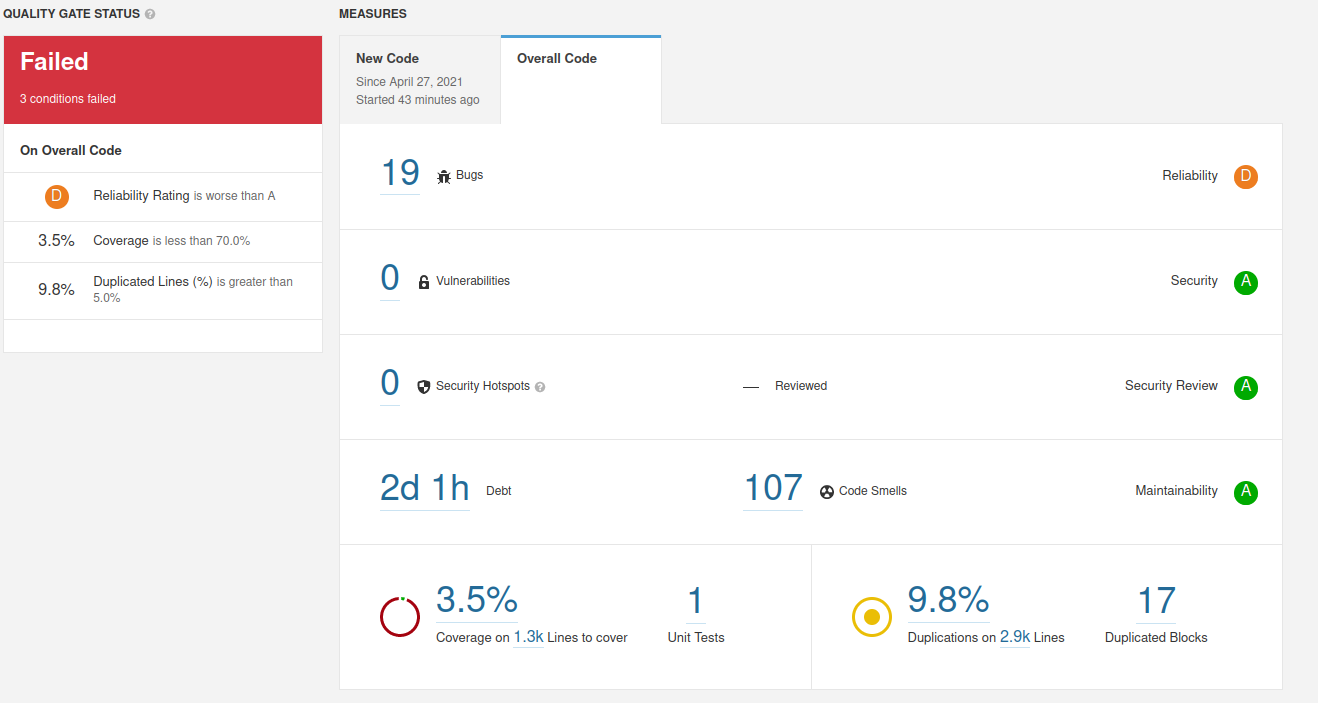 QUALITY GATE STATUS ?
Failed
3 conditions failed
On Overall Code
D Reliability Rating is worse than A
3.5% Coverage is less than 70.0%
9.8% Duplicated Lines (%) is greater than
5.0%
MEASURES
New Code
Since April 27, 2021
Started 43 minutes ago
Overall Code
19 Bugs Reliability D
0 Vulnerabilities Security A
0 Security Hotspots ? — Reviewed Security Review A
2d 1h Debt 107 Code Smells Maintainability A
3.5%
Coverage on 1.3k Lines to cover
1
Unit Tests
9.8%
Duplications on 2.9k Lines
17
Duplicated Blocks